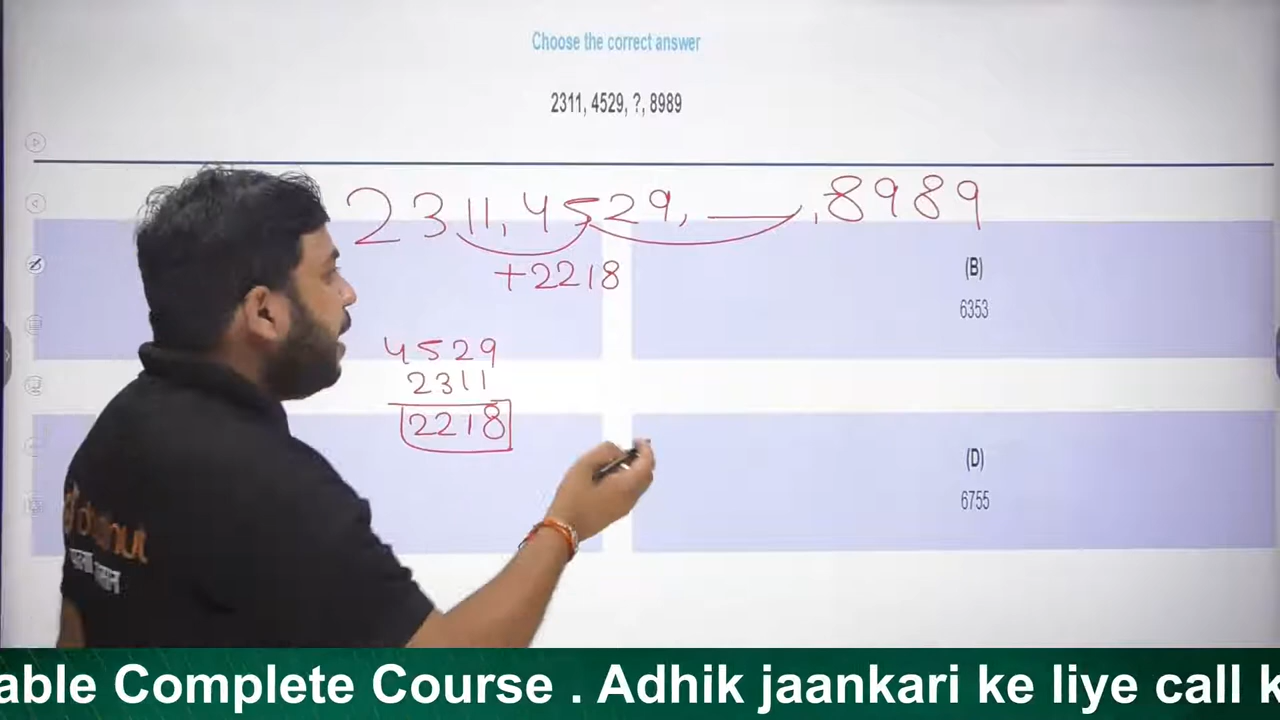 Choose the correct answer
2311, 4529, ?, 8989
2311, 4529, ___, 8989
+2218
(B)
6353
4529
2311
2218
(D)
6755
able Complete Course . Adhik jaankari ke liye call k